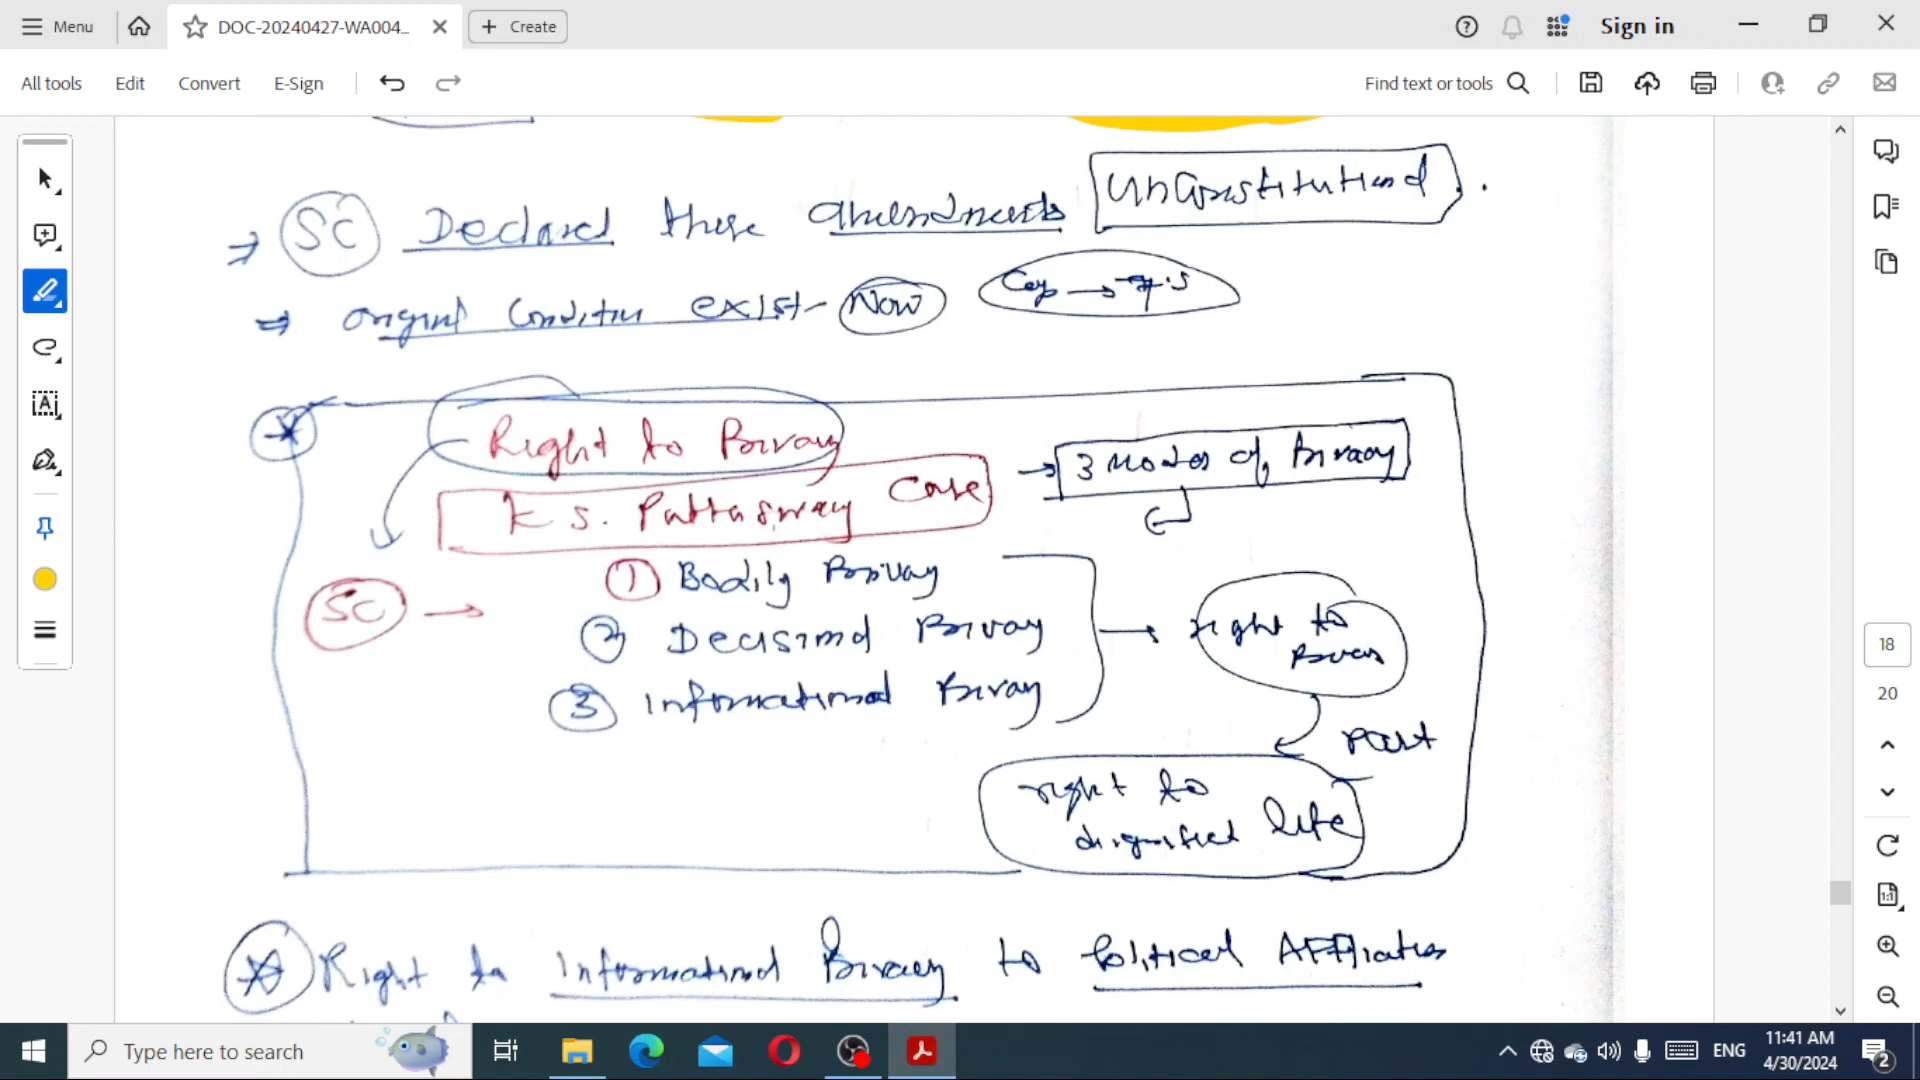 Menu DOC-20240427-WA004... Create Sign in
All tools Edit Convert E-Sign Find text or tools
⇒ SC Declared these amendments Unconstitutional.
⇒ original condition exist- Now Cap → 7.5
Right to Privacy
→ 3 modes of Privacy
K S. Puttaswamy Case
SC → ① Bodily Privacy
② Decisional Privacy → right to Privacy
③ Informational Privacy
Part
right to
dignified life
Right to Informational Privacy to Political Affiliation
18
20
Type here to search
ENG
11:41 AM
4/30/2024
2